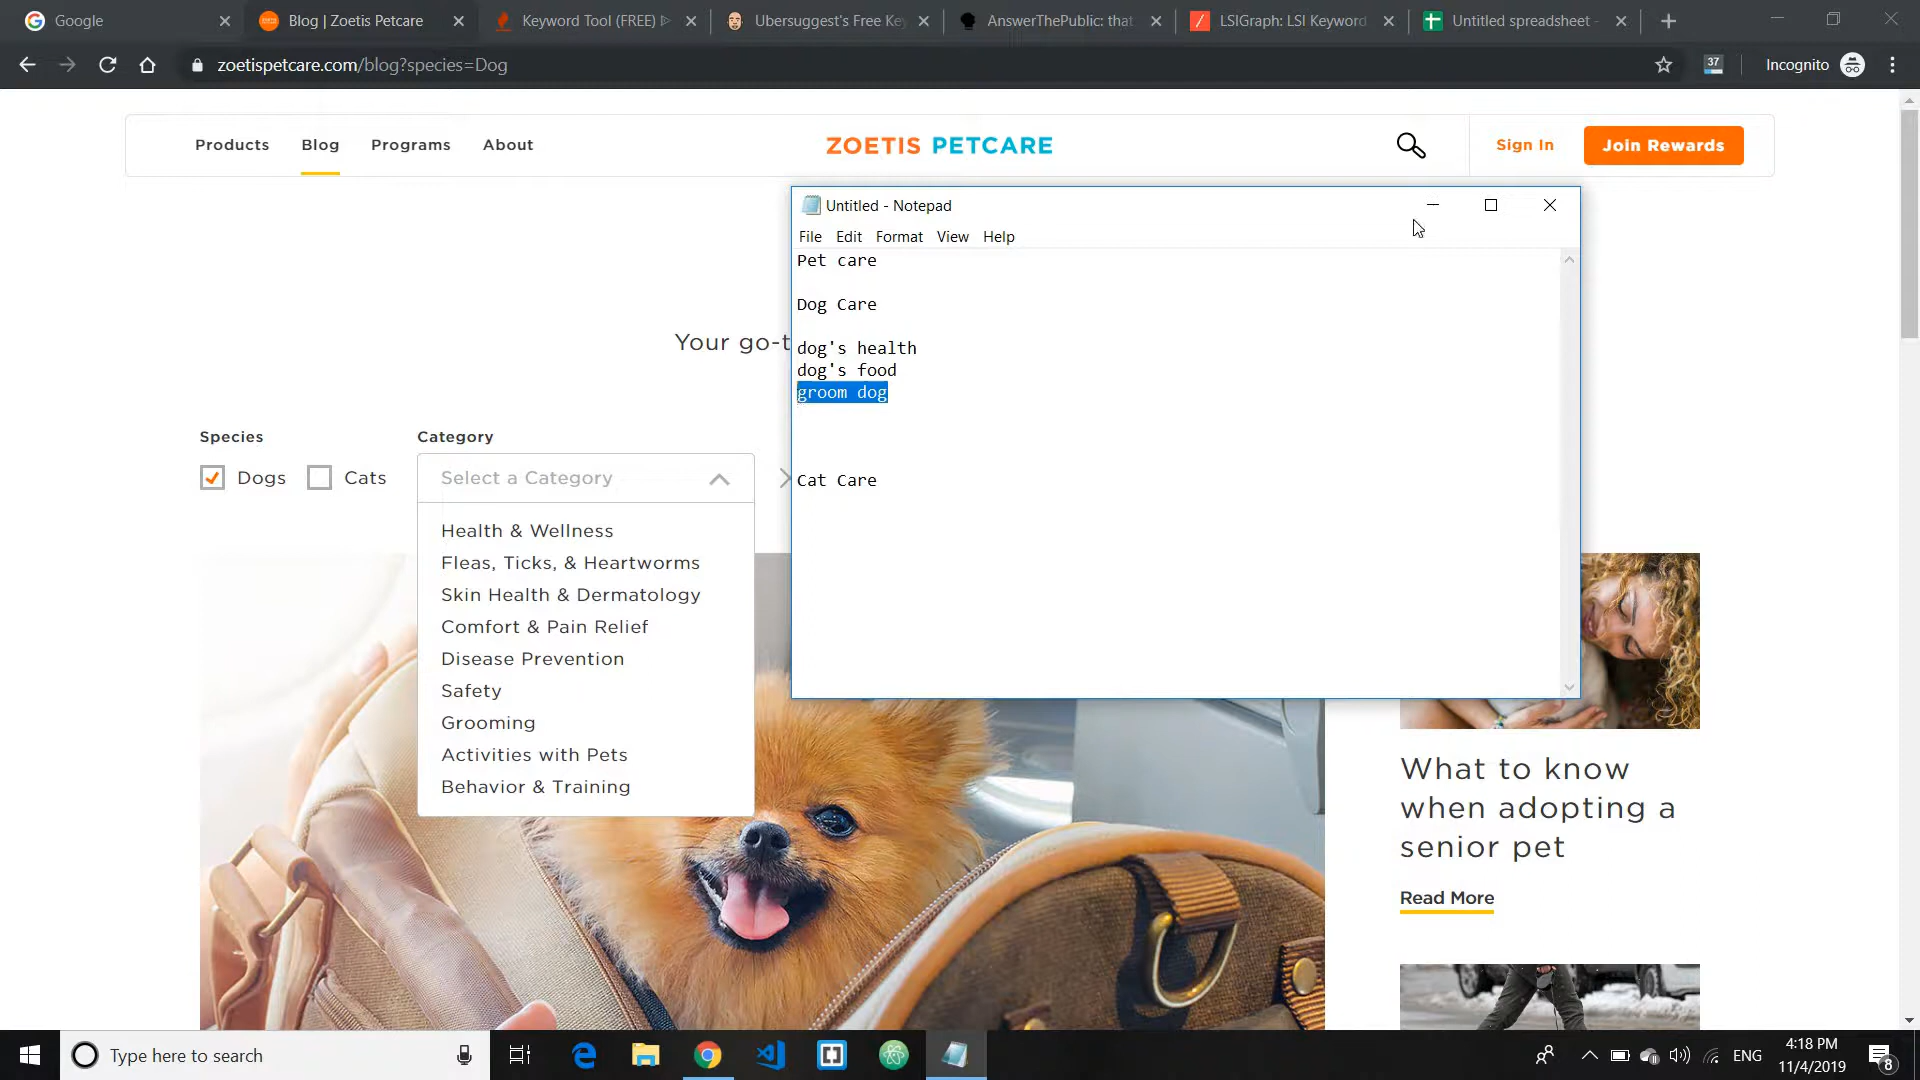 Google
Blog | Zoetis Petcare
Keyword Tool (FREE)
Ubersuggest's Free Key
AnswerThePublic: that
LSIGraph: LSI Keyword
Untitled spreadsheet -
zoetispetcare.com/blog?species=Dog
37
Incognito
Products
Blog
Programs
About
ZOETIS PETCARE
Sign In
Join Rewards
Untitled - Notepad
File Edit Format View Help
Pet care
Dog Care
Your go-t
dog's health
dog's food
groom dog
Cat Care
Species
Category
Dogs
Cats
Select a Category
Health & Wellness
Fleas, Ticks, & Heartworms
Skin Health & Dermatology
Comfort & Pain Relief
Disease Prevention
Safety
Grooming
Activities with Pets
Behavior & Training
What to know
when adopting a
senior pet
Read More
Type here to search
ENG
4:18 PM
11/4/2019
8